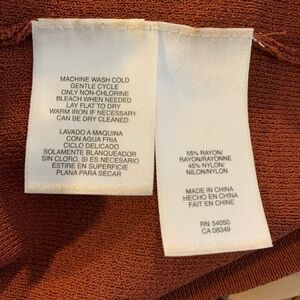 MACHINE WASH COLD
GENTLE CYCLE
ONLY NON-CHLORINE
BLEACH WHEN NEEDED
LAY FLAT TO DRY
WARM IRON IF NECESSARY
CAN BE DRY CLEANED
LAVADO A MAQUINA
CON AGUA FRIA
CICLO DELICADO
SOLAMENTE BLANQUEADOR
SIN CLORO, SI ES NECESARIO
ESTIRE EN SUPERFICIE
PLANA PARA SECAR
55% RAYON/
RAYON/RAYONNE
45% NYLON/
NILON/NYLON
MADE IN CHINA
HECHO EN CHINA
FAIT EN CHINE
RN 54050
CA 08349